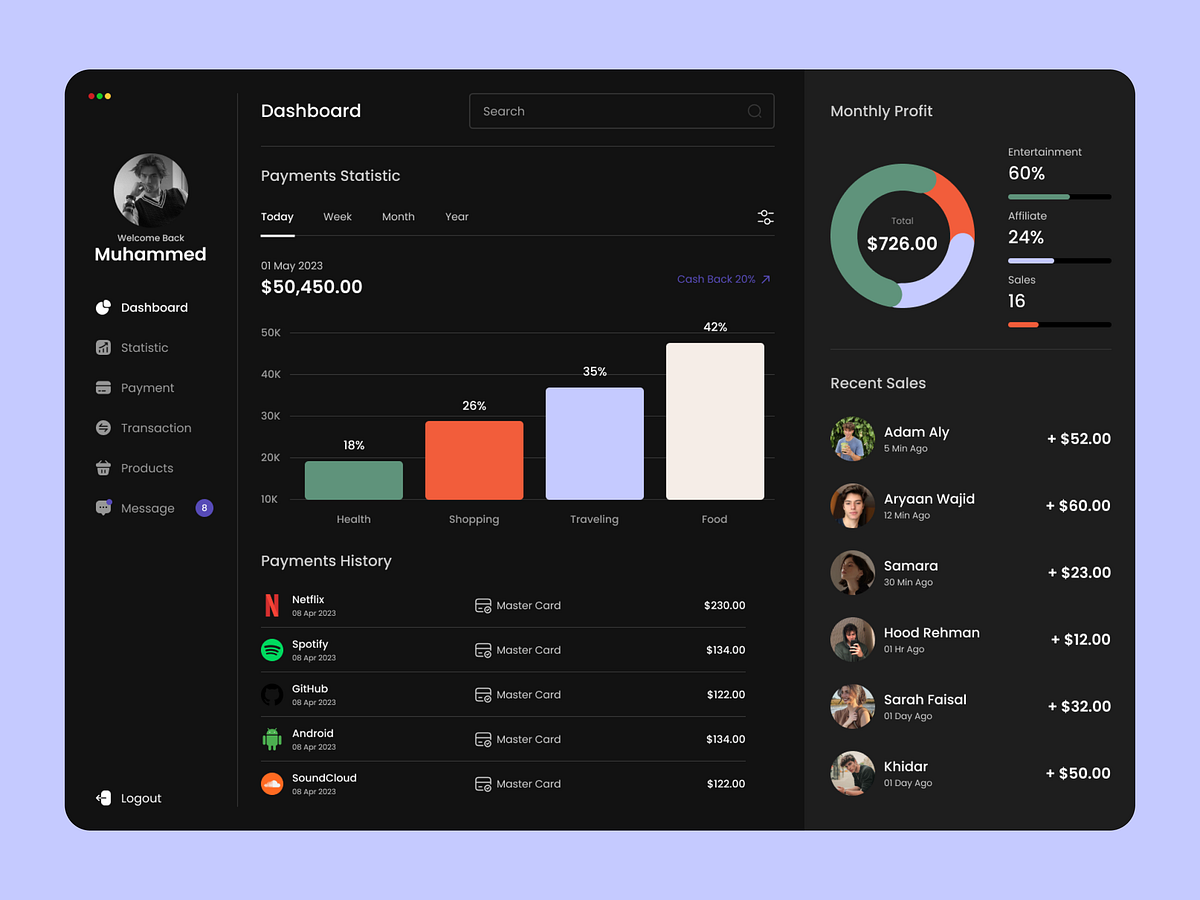 Welcome Back
Muhammed
Dashboard
Statistic
Payment
Transaction
Products
Message 8
Logout
Dashboard
Search
Payments Statistic
Today Week Month Year
01 May 2023
$50,450.00
Cash Back 20%
50K
40K
30K
20K
10K
18%
26%
35%
42%
Health Shopping Traveling Food
Payments History
Netflix
08 Apr 2023
Master Card
$230.00
Spotify
08 Apr 2023
Master Card
$134.00
GitHub
08 Apr 2023
Master Card
$122.00
Android
08 Apr 2023
Master Card
$134.00
SoundCloud
08 Apr 2023
Master Card
$122.00
Monthly Profit
Total
$726.00
Entertainment
60%
Affiliate
24%
Sales
16
Recent Sales
Adam Aly
5 Min Ago
+ $52.00
Aryaan Wajid
12 Min Ago
+ $60.00
Samara
30 Min Ago
+ $23.00
Hood Rehman
01 Hr Ago
+ $12.00
Sarah Faisal
01 Day Ago
+ $32.00
Khidar
01 Day Ago
+ $50.00